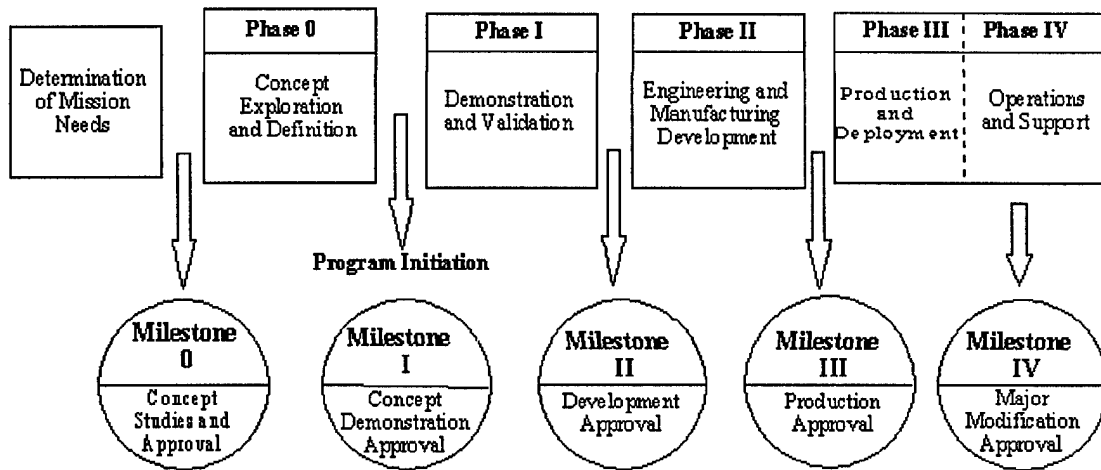 Determination
of Mission
Needs
Phase 0
Concept
Exploration
and Definition
Phase I
Demonstration
and Validation
Phase II
Engineering and
Manufacturing
Development
Phase III
Production
and
Deployment
Phase IV
Operations
and Support
Program Initiation
Milestone
0
Concept
Studies and
Approval
Milestone
I
Concept
Demonstration
Approval
Milestone
II
Development
Approval
Milestone
III
Production
Approval
Milestone
IV
Major
Modification
Approval